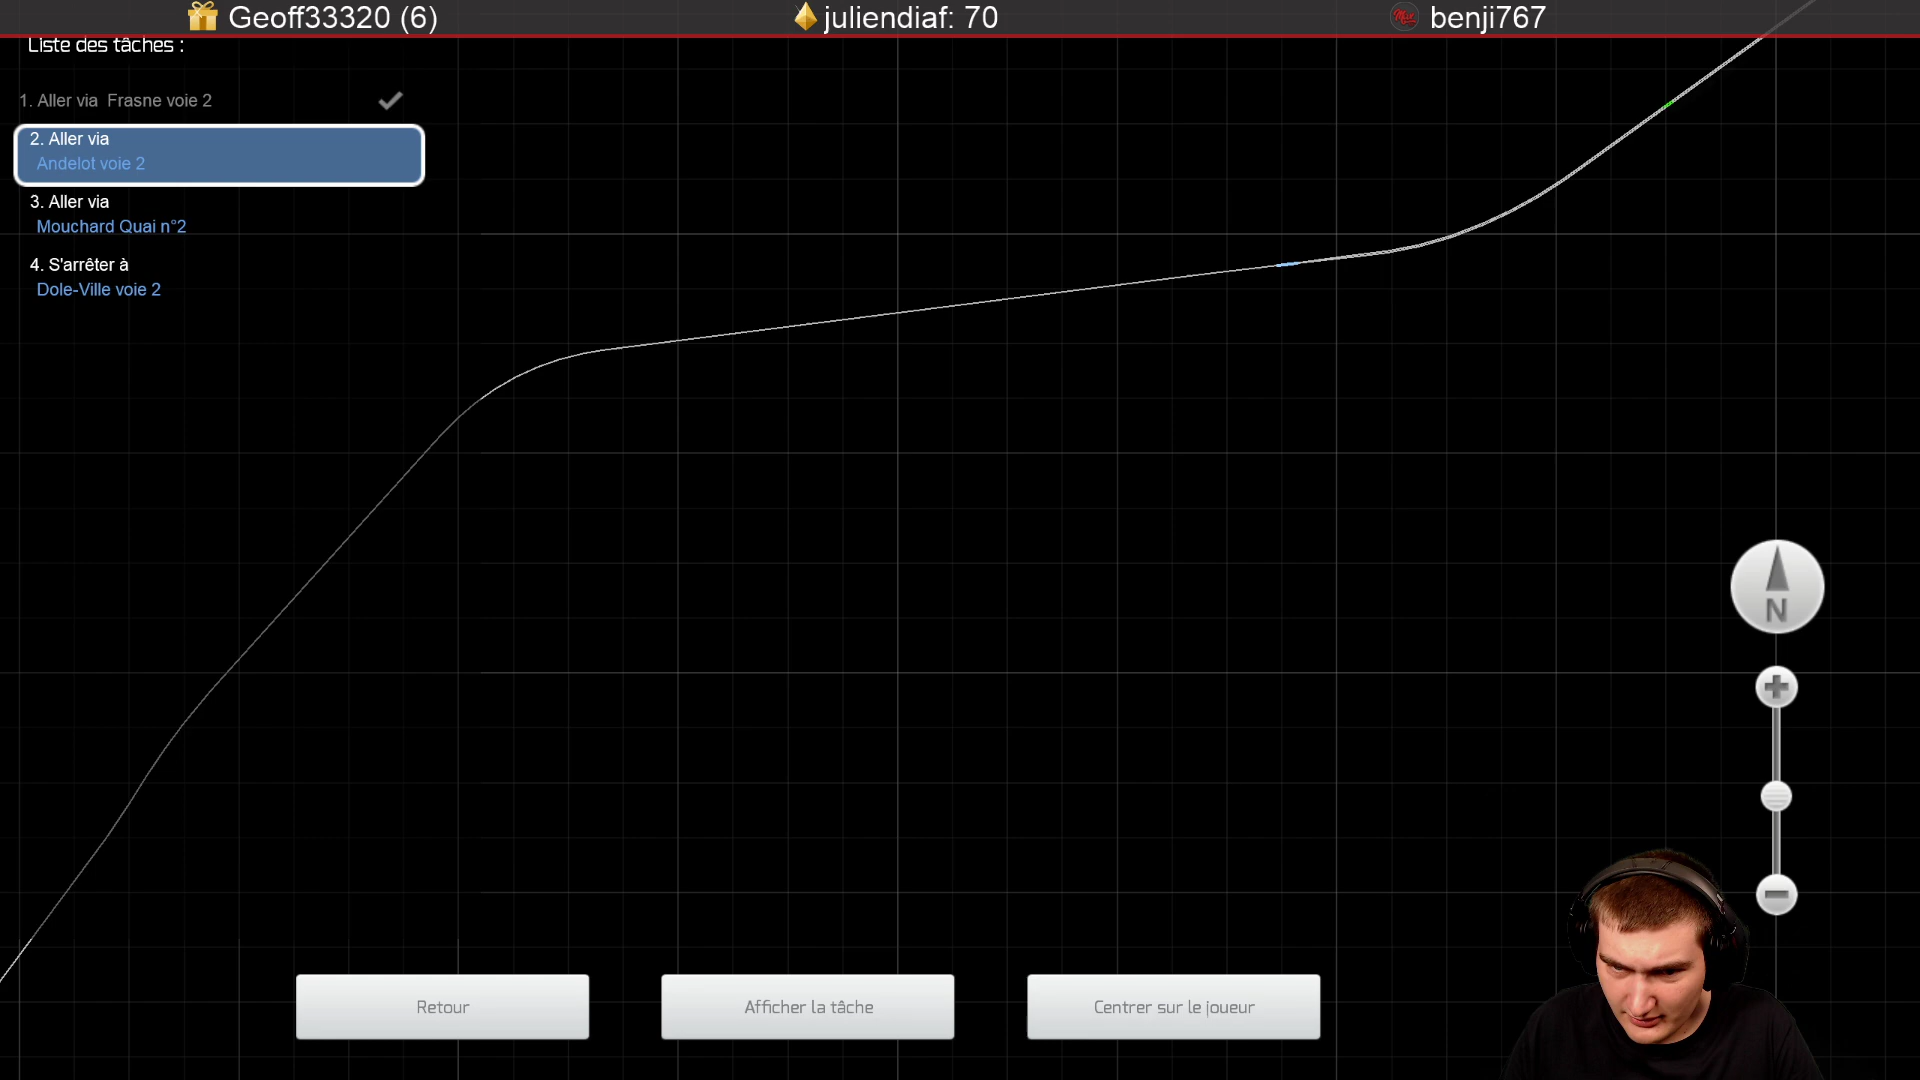 Geoff33320 (6)
juliendiaf: 70
benji767
Liste des tâches :
1. Aller via Frasne voie 2
2. Aller via
Andelot voie 2
3. Aller via
Mouchard Quai n°2
4. S'arrêter à
Dole-Ville voie 2
N
Retour
Afficher la tâche
Centrer sur le joueur